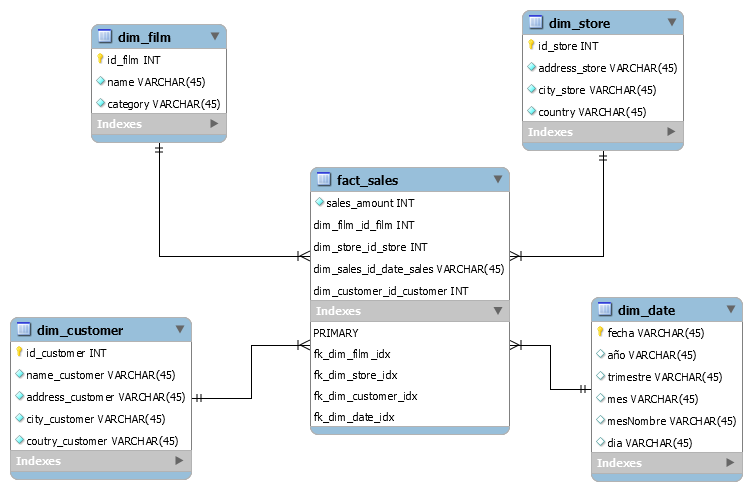 dim_film
id_film INT
name VARCHAR(45)
category VARCHAR(45)
Indexes
dim_store
id_store INT
address_store VARCHAR(45)
city_store VARCHAR(45)
country VARCHAR(45)
Indexes
fact_sales
sales_amount INT
dim_film_id_film INT
dim_store_id_store INT
dim_sales_id_date_sales VARCHAR(45)
dim_customer_id_customer INT
Indexes
PRIMARY
fk_dim_film_idx
fk_dim_store_idx
fk_dim_customer_idx
fk_dim_date_idx
dim_customer
id_customer INT
name_customer VARCHAR(45)
address_customer VARCHAR(45)
city_customer VARCHAR(45)
coutry_customer VARCHAR(45)
Indexes
dim_date
fecha VARCHAR(45)
año VARCHAR(45)
trimestre VARCHAR(45)
mes VARCHAR(45)
mesNombre VARCHAR(45)
dia VARCHAR(45)
Indexes